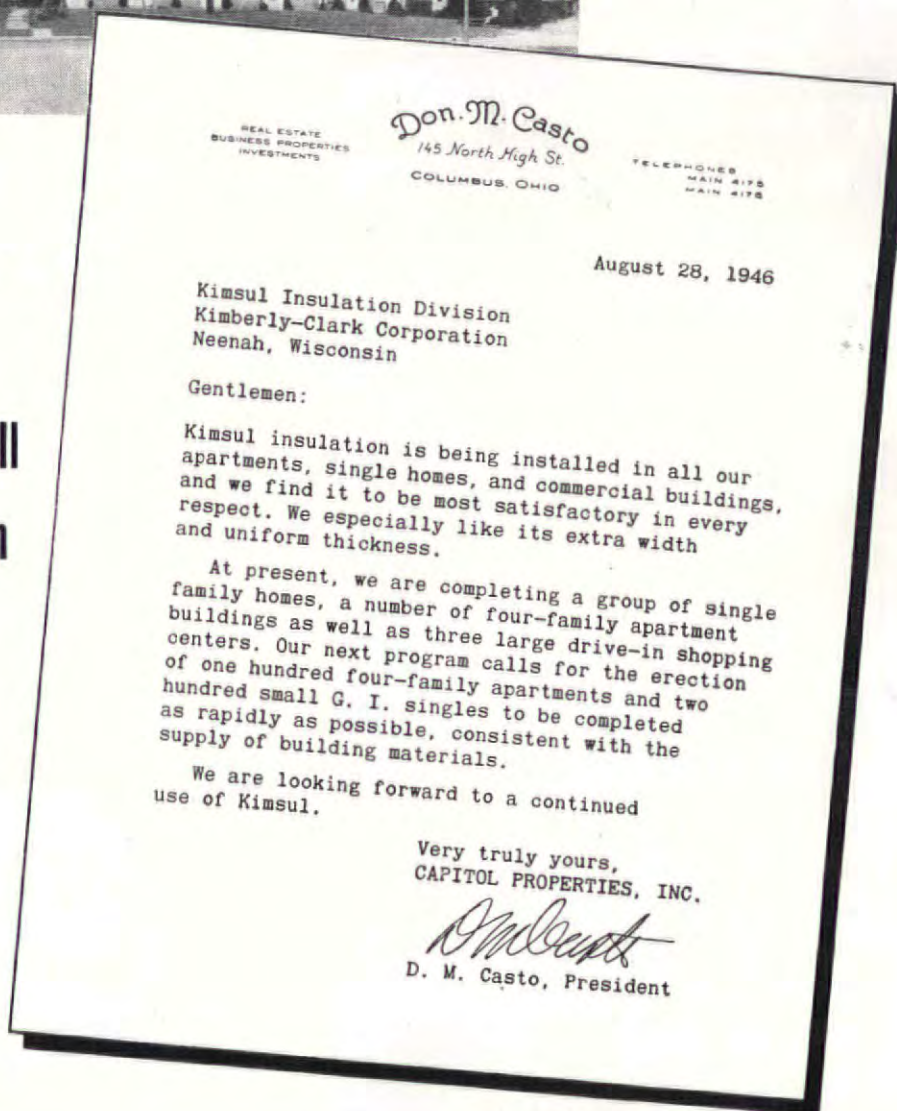 Don. M. Casto
REAL ESTATE
BUSINESS PROPERTIES
INVESTMENTS
145 North High St.
COLUMBUS, OHIO
TELEPHONES
MAIN 4175
MAIN 4176
August 28, 1946
Kimsul Insulation Division
Kimberly-Clark Corporation
Neenah, Wisconsin
Gentlemen:
Kimsul insulation is being installed in all our
apartments, single homes, and commercial buildings,
and we find it to be most satisfactory in every
respect. We especially like its extra width
and uniform thickness.
At present, we are completing a group of single
family homes, a number of four-family apartment
buildings as well as three large drive-in shopping
centers. Our next program calls for the erection
of one hundred four-family apartments and two
hundred small G. I. singles to be completed
as rapidly as possible, consistent with the
supply of building materials.
We are looking forward to a continued
use of Kimsul.
Very truly yours,
CAPITOL PROPERTIES, INC.
DMCasto
D. M. Casto, President